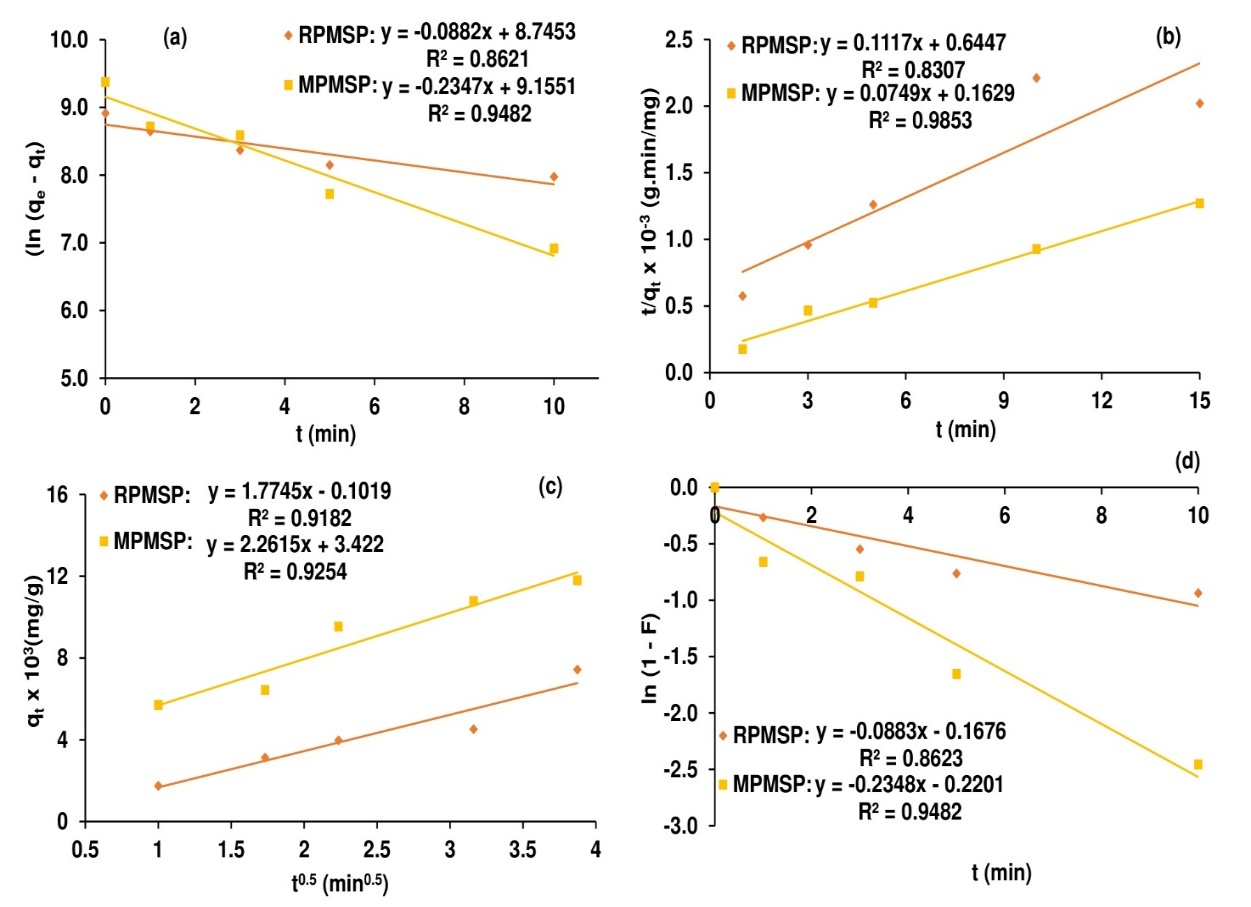 (a)
RPMSP: y = -0.0882x + 8.7453
R² = 0.8621
MPMSP: y = -0.2347x + 9.1551
R² = 0.9482
10.0
9.0
8.0
7.0
6.0
5.0
(ln (qe - qt)
0 2 4 6 8 10
t (min)
(b)
RPMSP: y = 0.1117x + 0.6447
R² = 0.8307
MPMSP: y = 0.0749x + 0.1629
R² = 0.9853
2.5
2.0
1.5
1.0
0.5
0.0
t/qt x 10⁻³ (g.min/mg)
0 3 6 9 12 15
t (min)
(c)
RPMSP: y = 1.7745x - 0.1019
R² = 0.9182
MPMSP: y = 2.2615x + 3.422
R² = 0.9254
16
12
8
4
0
qt x 10³(mg/g)
0.5 1 1.5 2 2.5 3 3.5 4
t⁰·⁵ (min⁰·⁵)
(d)
0.0
-0.5
-1.0
-1.5
-2.0
-2.5
-3.0
ln (1 - F)
0 2 4 6 8 10
RPMSP: y = -0.0883x - 0.1676
R² = 0.8623
MPMSP: y = -0.2348x - 0.2201
R² = 0.9482
t (min)